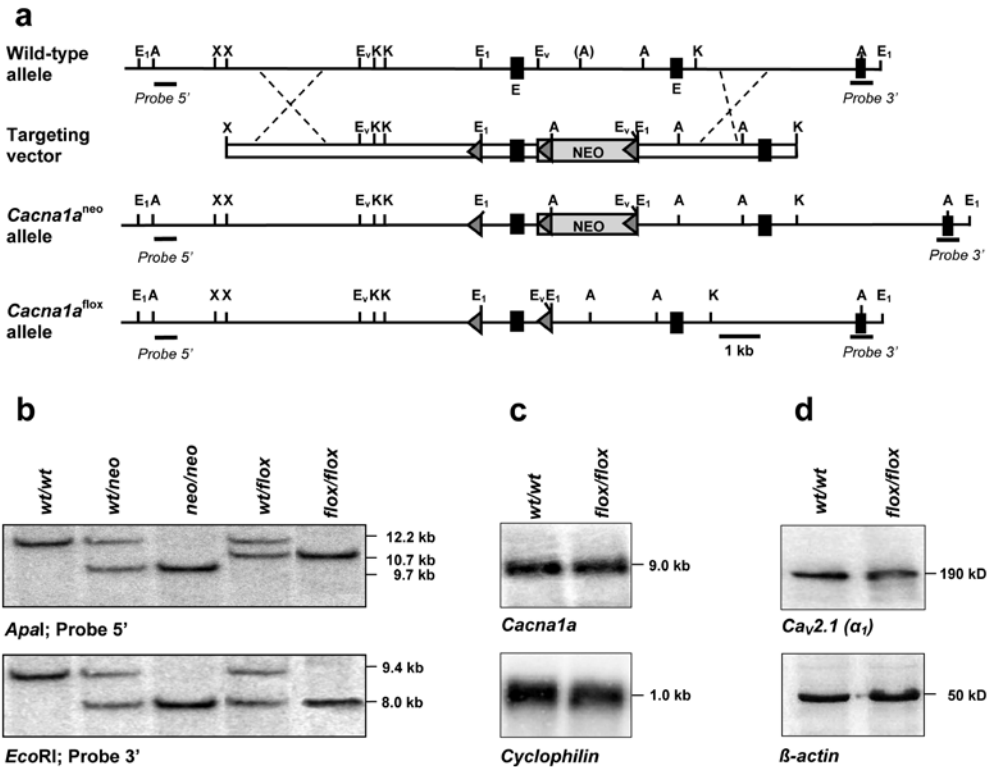 a
Wild-type allele
E₁ A X X Eᵥ K K E₁ Eᵥ (A) A K A E₁
E E
Probe 5' Probe 3'
Targeting vector
X Eᵥ K K E₁ A Eᵥ E₁ A A K
NEO
Cacna1aⁿᵉᵒ allele
E₁ A X X Eᵥ K K E₁ A Eᵥ E₁ A A K A E₁
NEO
Probe 5' Probe 3'
Cacna1aᶠˡᵒˣ allele
E₁ A X X Eᵥ K K E₁ Eᵥ E₁ A A K A E₁
Probe 5' 1 kb Probe 3'
b
wt/wt wt/neo neo/neo wt/flox flox/flox
12.2 kb
10.7 kb
9.7 kb
ApaI; Probe 5'
9.4 kb
8.0 kb
EcoRI; Probe 3'
c
wt/wt flox/flox
9.0 kb
Cacna1a
1.0 kb
Cyclophilin
d
wt/wt flox/flox
190 kD
Caᵥ2.1 (α₁)
50 kD
ß-actin